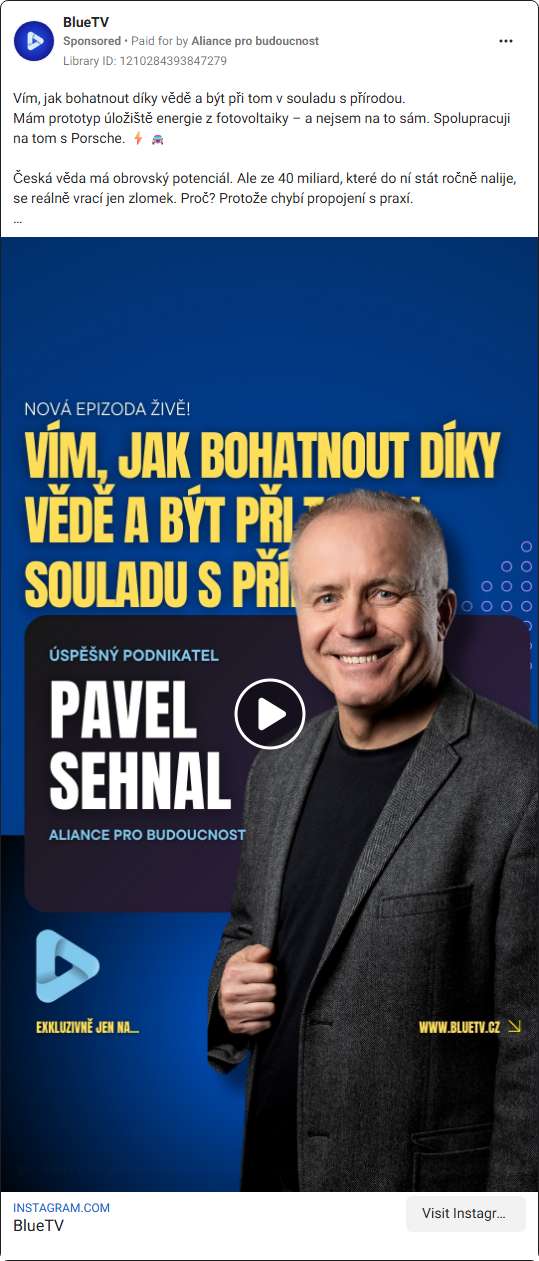 BlueTV
Sponsored • Paid for by Aliance pro budoucnost
Library ID: 1210284393847279
Vím, jak bohatnout díky vědě a být při tom v souladu s přírodou.
Mám prototyp úložiště energie z fotovoltaiky – a nejsem na to sám. Spolupracuji
na tom s Porsche. ⚡ 🚘
Česká věda má obrovský potenciál. Ale ze 40 miliard, které do ní stát ročně nalije,
se reálně vrací jen zlomek. Proč? Protože chybí propojení s praxí.
...
NOVÁ EPIZODA ŽIVĚ!
VÍM, JAK BOHATNOUT DÍKY
VĚDĚ A BÝT PŘI
SOULADU S PŘÍ
ÚSPĚŠNÝ PODNIKATEL
PAVEL
SEHNAL
ALIANCE PRO BUDOUCNOST
EXKLUZIVNĚ JEN NA...
WWW.BLUETV.CZ
INSTAGRAM.COM
BlueTV
Visit Instagr...